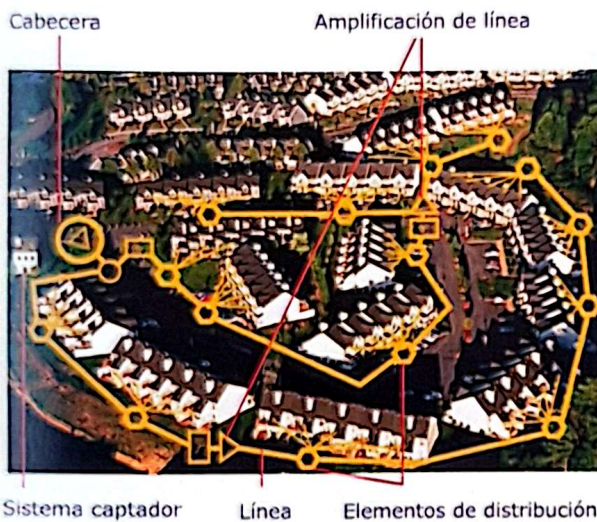 Cabecera
Amplificación de línea
Sistema captador
Línea
Elementos de distribución